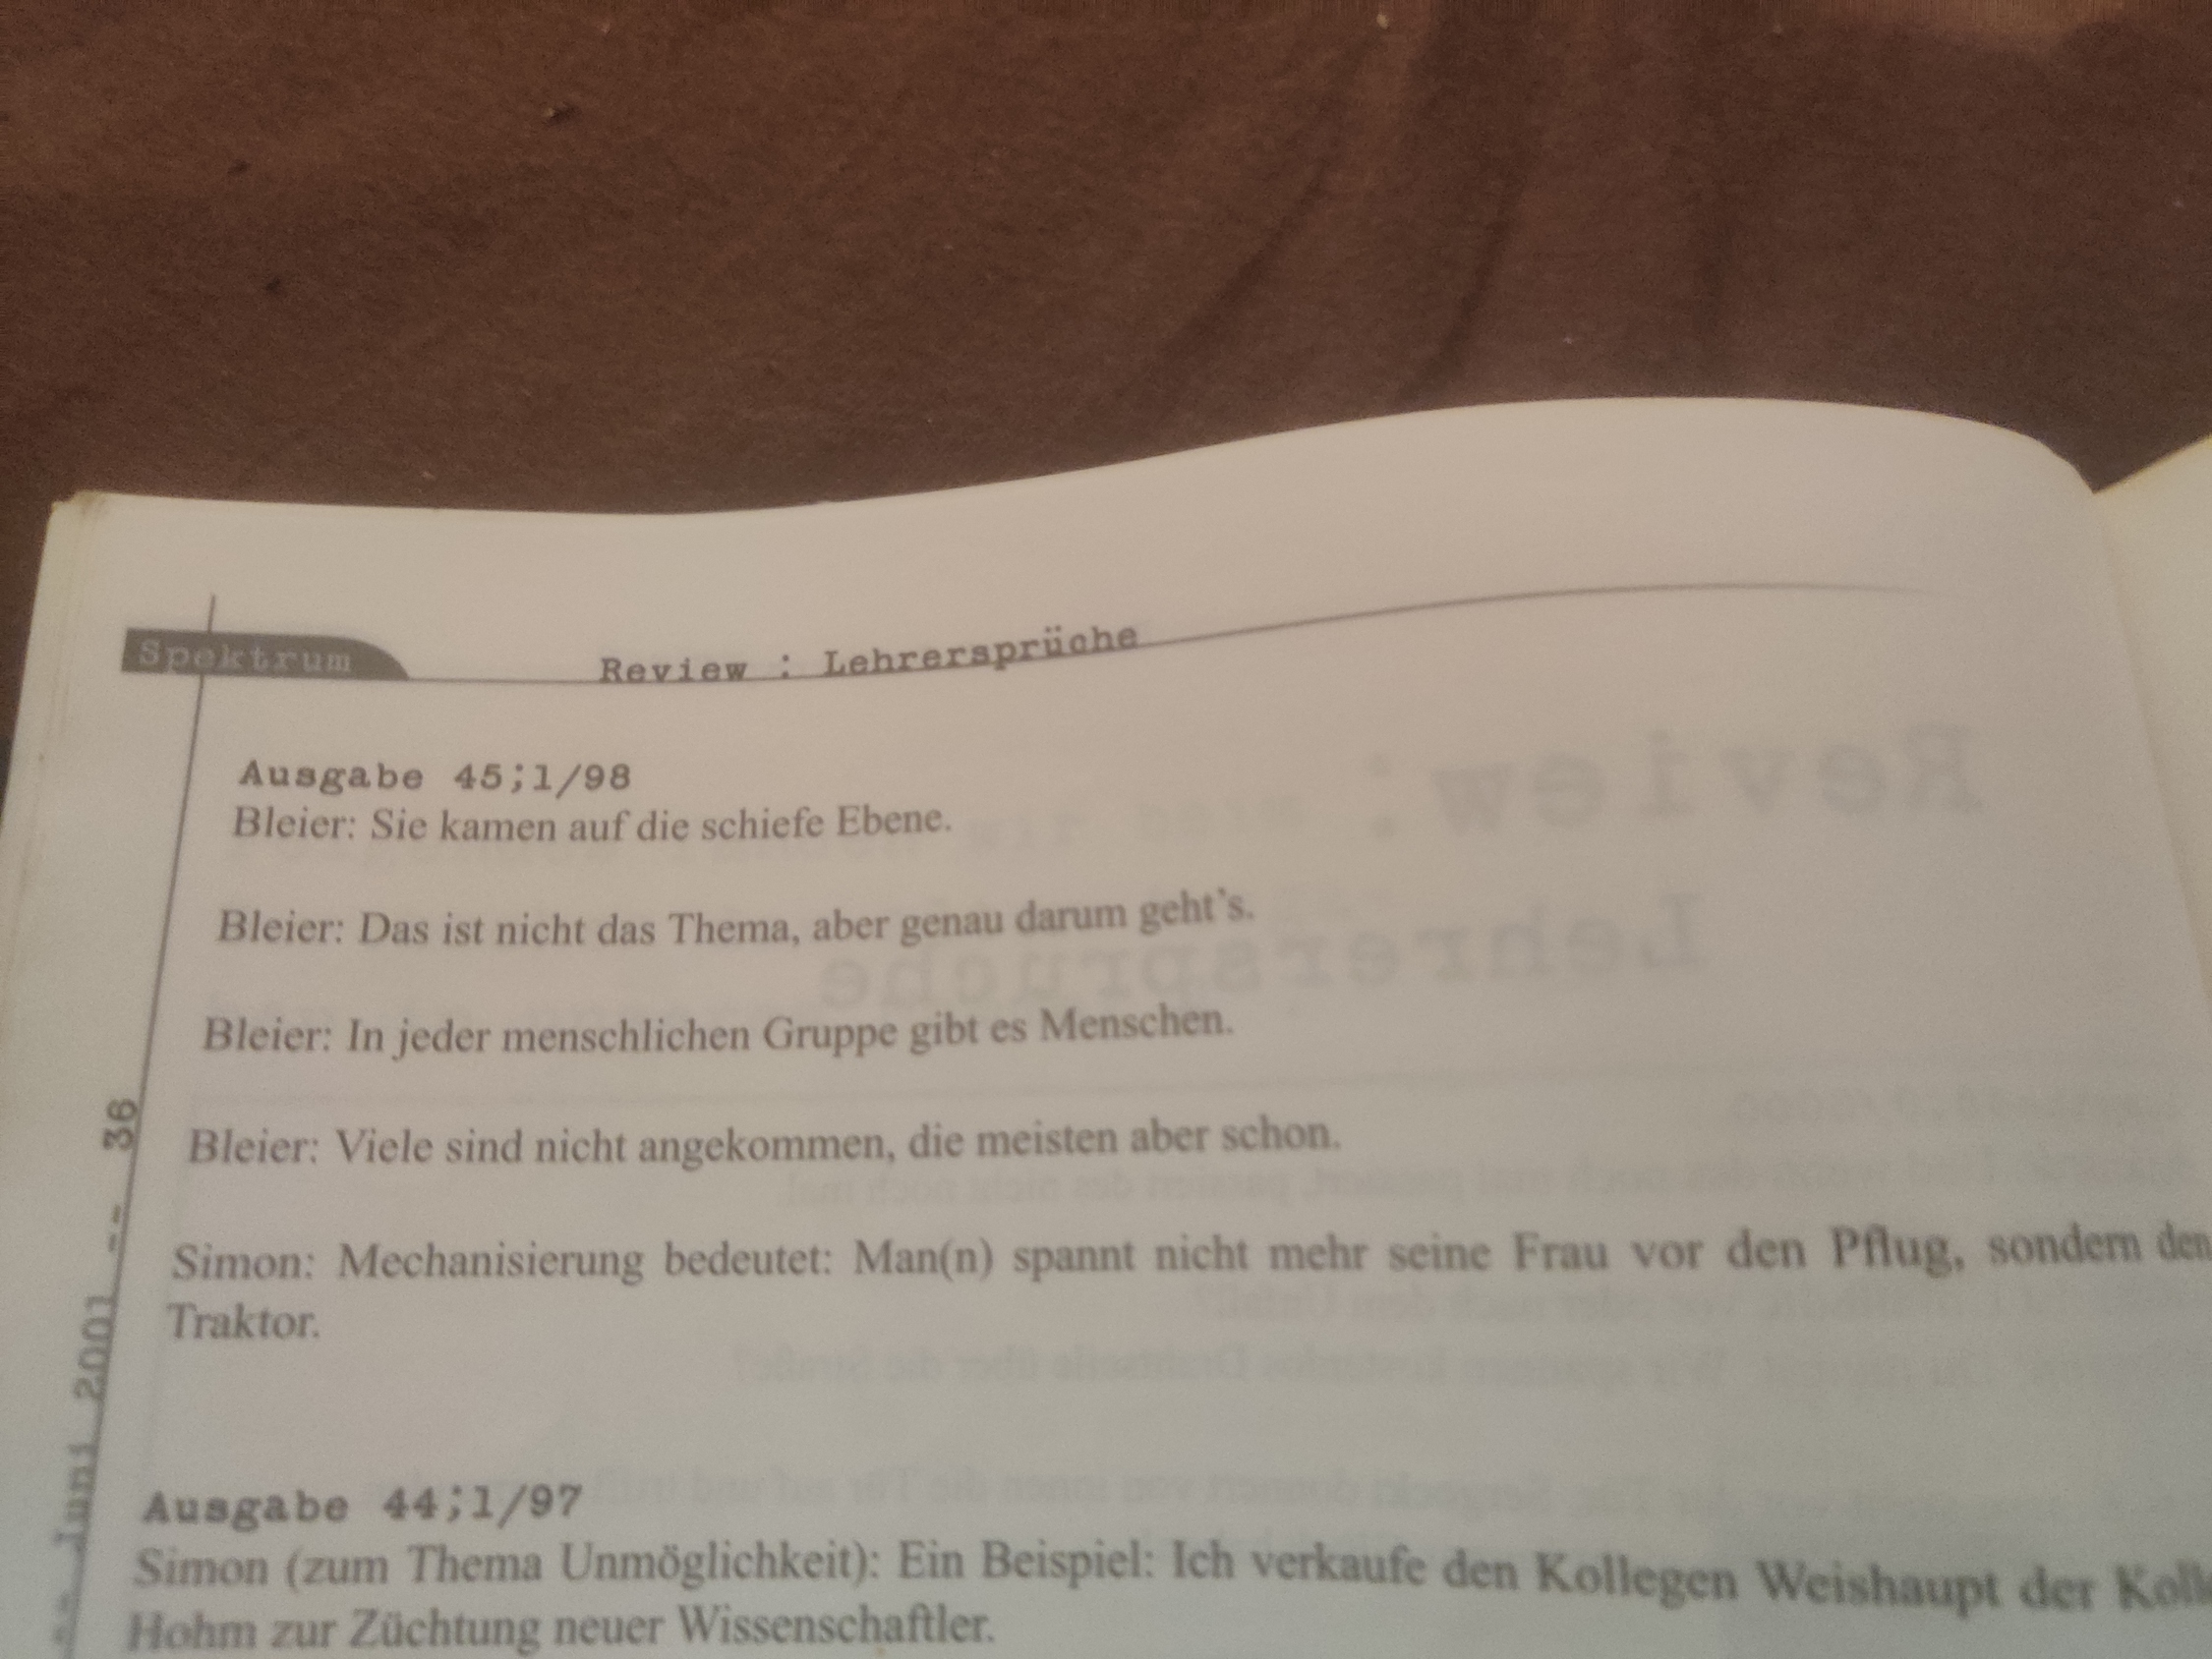 Spektrum
Review : Lehrersprüche
Ausgabe 45;1/98
Bleier: Sie kamen auf die schiefe Ebene.
Bleier: Das ist nicht das Thema, aber genau darum geht's.
Bleier: In jeder menschlichen Gruppe gibt es Menschen.
Bleier: Viele sind nicht angekommen, die meisten aber schon.
Simon: Mechanisierung bedeutet: Man(n) spannt nicht mehr seine Frau vor den Pflug, sondern den
Traktor.
Ausgabe 44;1/97
Simon (zum Thema Unmöglichkeit): Ein Beispiel: Ich verkaufe den Kollegen Weishaupt der
Hohm zur Züchtung neuer Wissenschaftler.
-- Juni 2001 -- 36